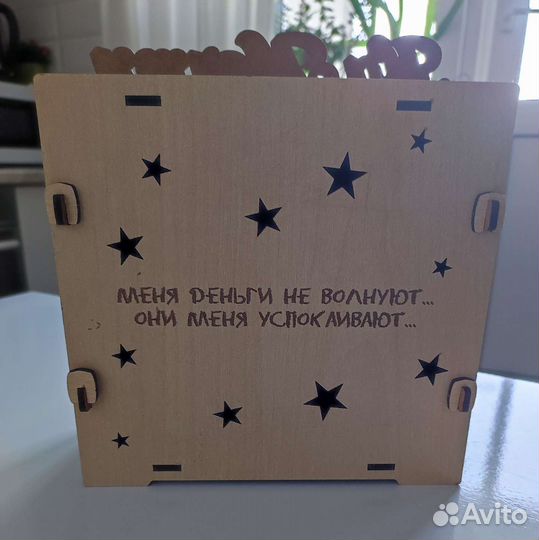 МЕНЯ ДЕНЬГИ НЕ ВОЛНУЮТ...
ОНИ МЕНЯ УСПОКАИВАЮТ...
Avito